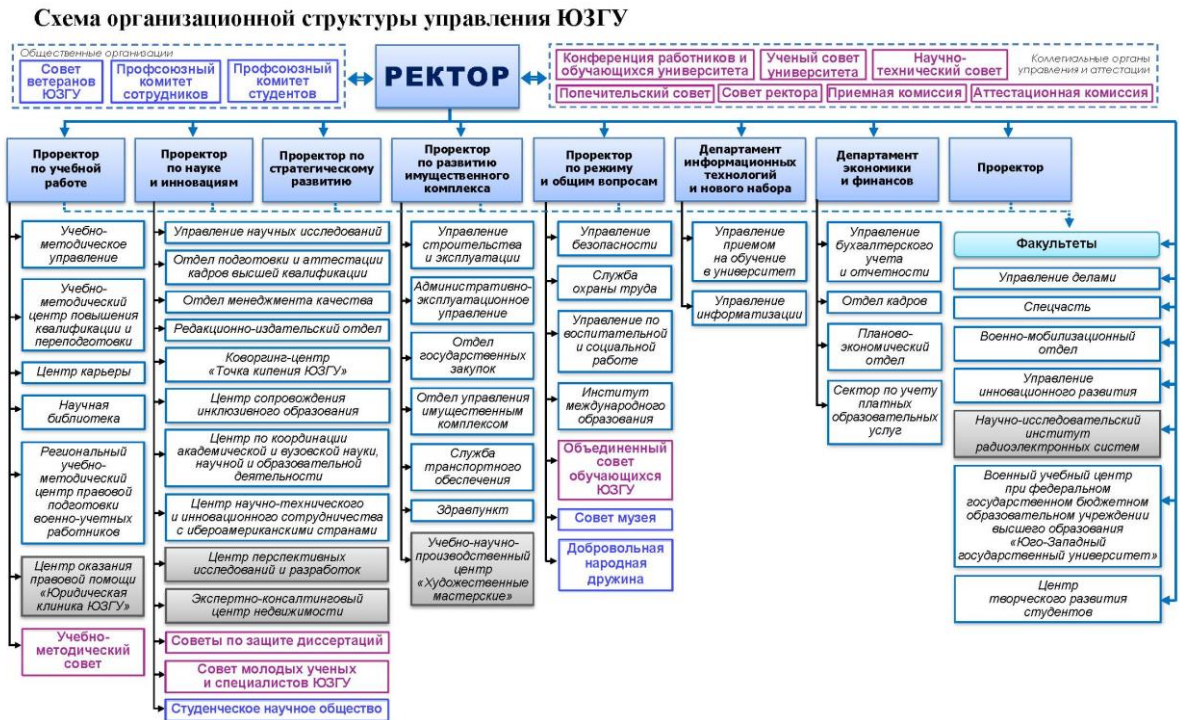 Схема организационной структуры управления ЮЗГУ
Общественные организации
Совет
ветеранов
ЮЗГУ
Профсоюзный
комитет
сотрудников
Профсоюзный
комитет
студентов
РЕКТОР
Конференция работников и
обучающихся университета
Ученый совет
университета
Научно-
технический совет
Коллегиальные органы
управления и аттестации
Попечительский совет
Совет ректора
Приемная комиссия
Аттестационная комиссия
Проректор
по учебной
работе
Проректор
по науке
и инновациям
Проректор по
стратегическому
развитию
Проректор
по развитию
имущественного
комплекса
Проректор
по режиму
и общим вопросам
Департамент
информационных
технологий
и нового набора
Департамент
экономики
и финансов
Проректор
Учебно-
методическое
управление
Учебно-
методический
центр повышения
квалификации и
переподготовки
Центр карьеры
Научная
библиотека
Региональный
учебно-
методический
центр правовой
подготовки
военно-учетных
работников
Центр оказания
правовой помощи
«Юридическая
клиника ЮЗГУ»
Учебно-
методический
совет
Управление научных исследований
Отдел подготовки и аттестации
кадров высшей квалификации
Отдел менеджмента качества
Редакционно-издательский отдел
Коворгинг-центр
«Точка кипения ЮЗГУ»
Центр сопровождения
инклюзивного образования
Центр по координации
академической и вузовской науки,
научной и образовательной
деятельности
Центр научно-технического
и инновационного сотрудничества
с ибероамериканскими странами
Центр перспективных
исследований и разработок
Экспертно-консалтинговый
центр недвижимости
Советы по защите диссертаций
Совет молодых ученых
и специалистов ЮЗГУ
Студенческое научное общество
Управление
строительства
и эксплуатации
Административно-
эксплуатационное
управление
Отдел
государственных
закупок
Отдел управления
имущественным
комплексом
Служба
транспортного
обеспечения
Здравпункт
Учебно-научно-
производственный
центр
«Художественные
мастерские»
Управление
безопасности
Служба
охраны труда
Управление по
воспитательной
и социальной
работе
Институт
международного
образования
Объединенный
совет
обучающихся
ЮЗГУ
Совет музея
Добровольная
народная
дружина
Управление
приемом
на обучение
в университет
Управление
информатизации
Управление
бухгалтерского
учета
и отчетности
Отдел кадров
Планово-
экономический
отдел
Сектор по учету
платных
образовательных
услуг
Факультеты
Управление делами
Спецчасть
Военно-мобилизационный
отдел
Управление
инновационного развития
Научно-исследовательский
институт
радиоэлектронных систем
Военный учебный центр
при федеральном
государственном бюджетном
образовательном учреждении
высшего образования
«Юго-Западный
государственный университет»
Центр
творческого развития
студентов